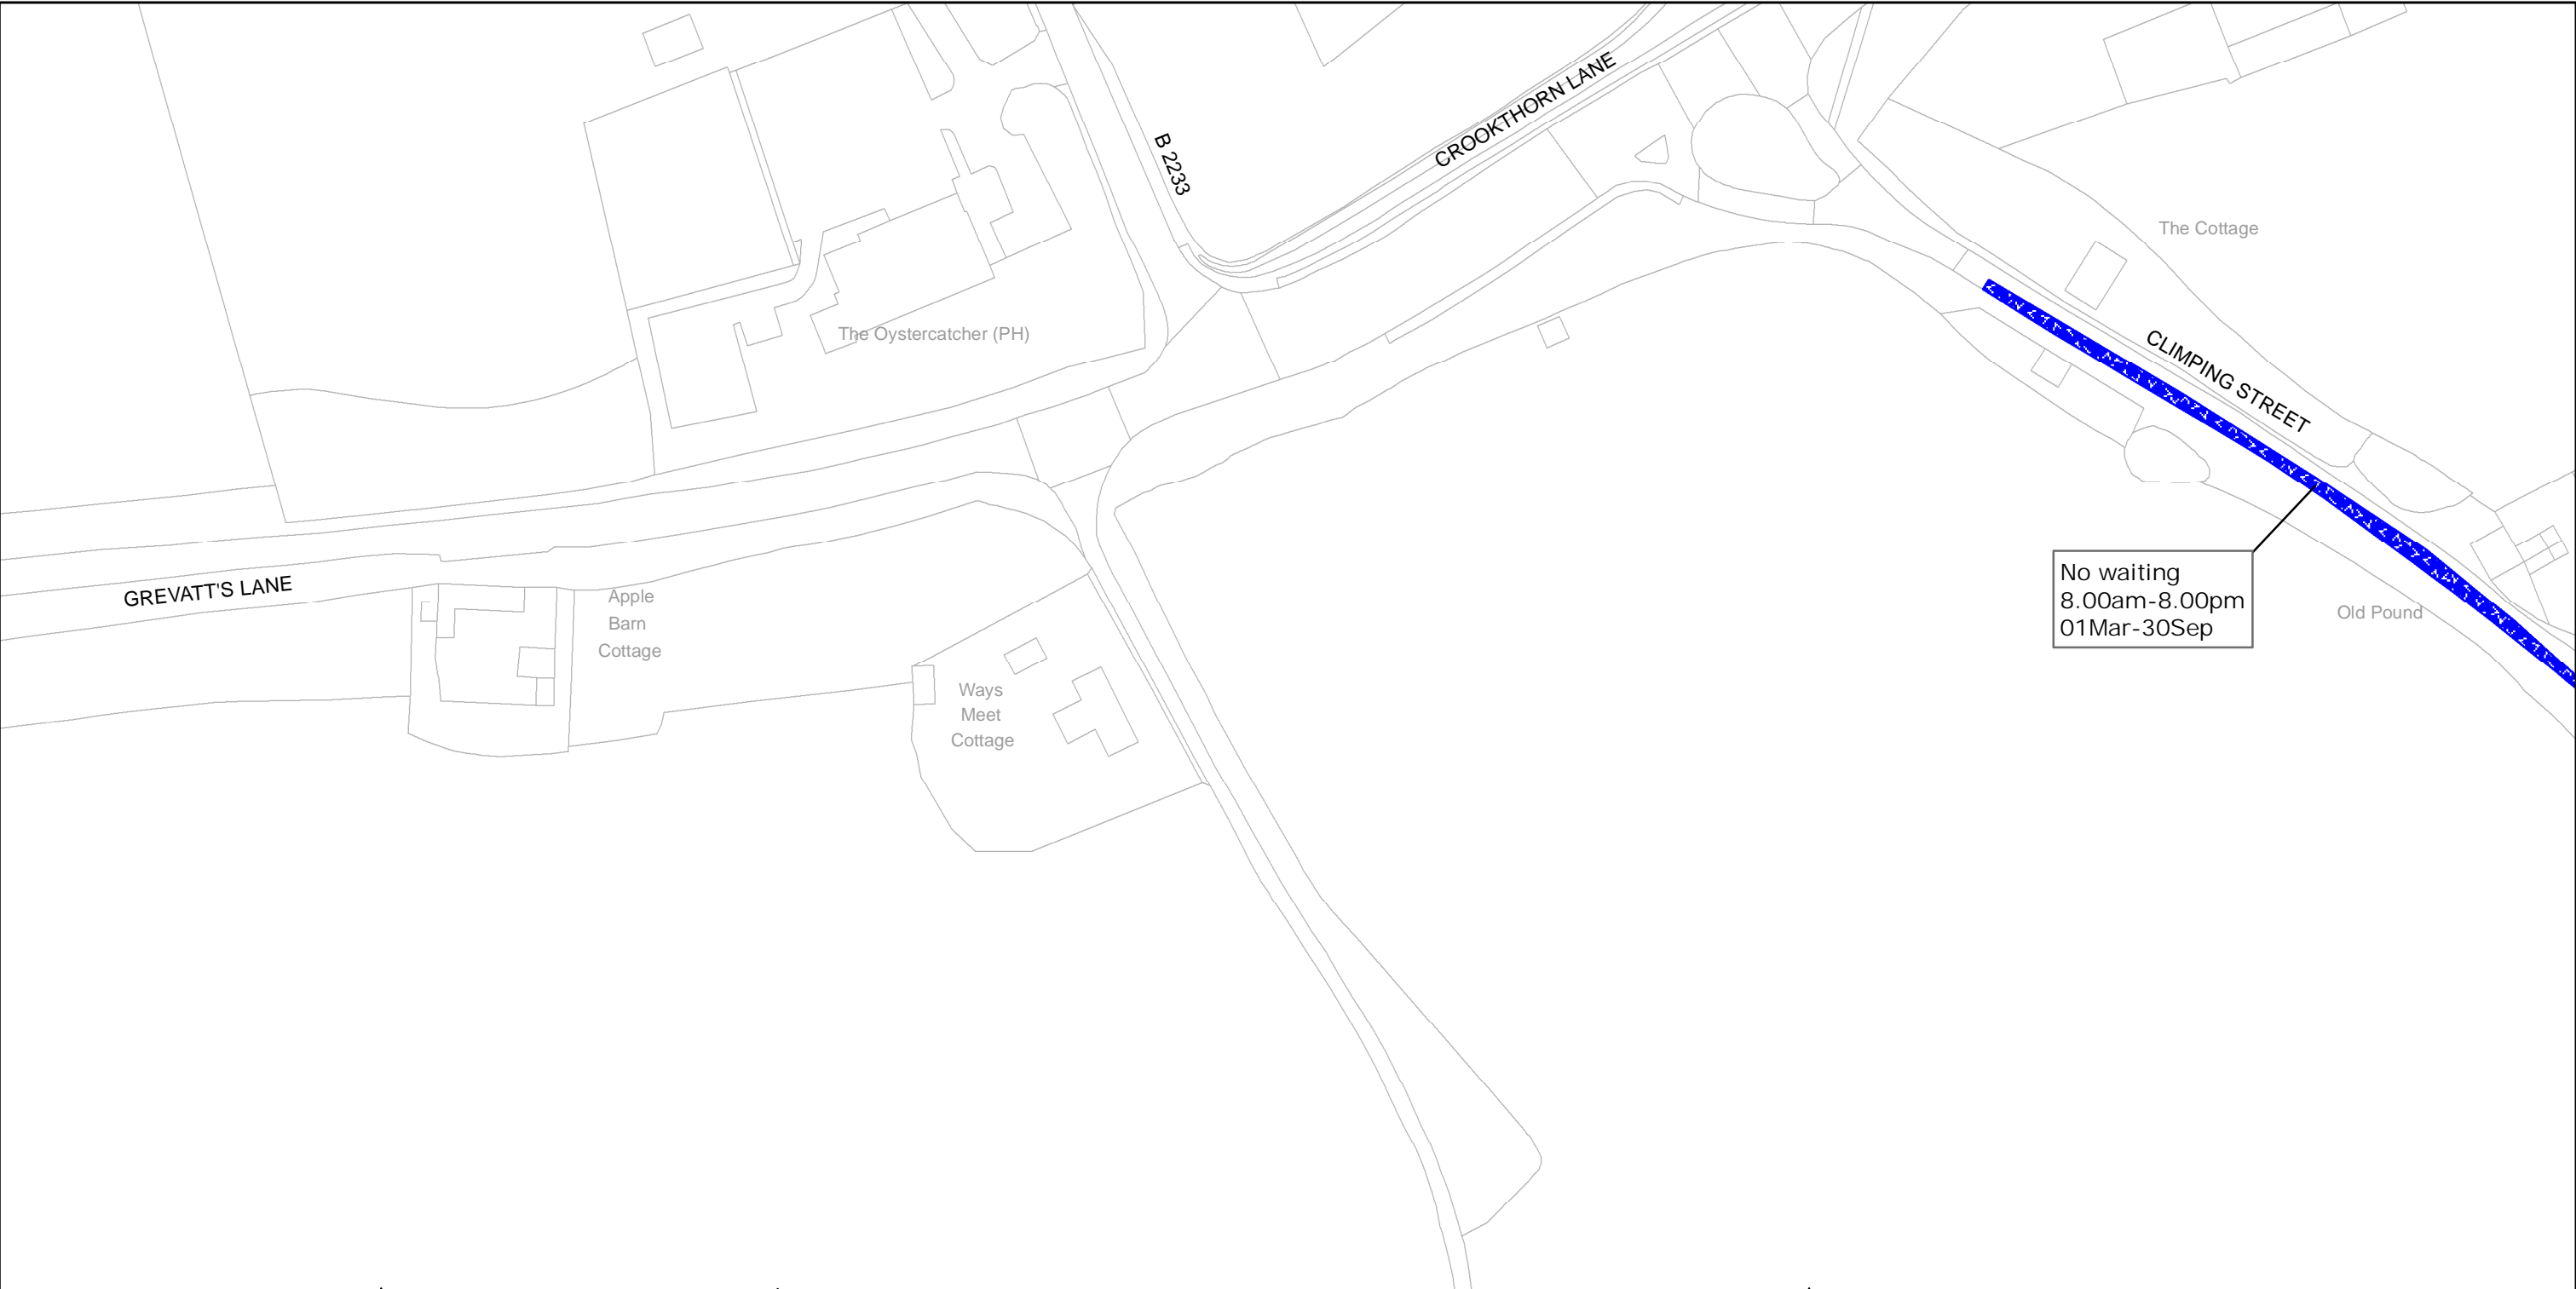 CROOKTHORN LANE
B 2233
The Cottage
The Oystercatcher (PH)
CLIMPING STREET
GREVATT'S LANE
Apple
Barn
Cottage
No waiting
8.00am-8.00pm
01Mar-30Sep
Old Pound
Ways
Meet
Cottage